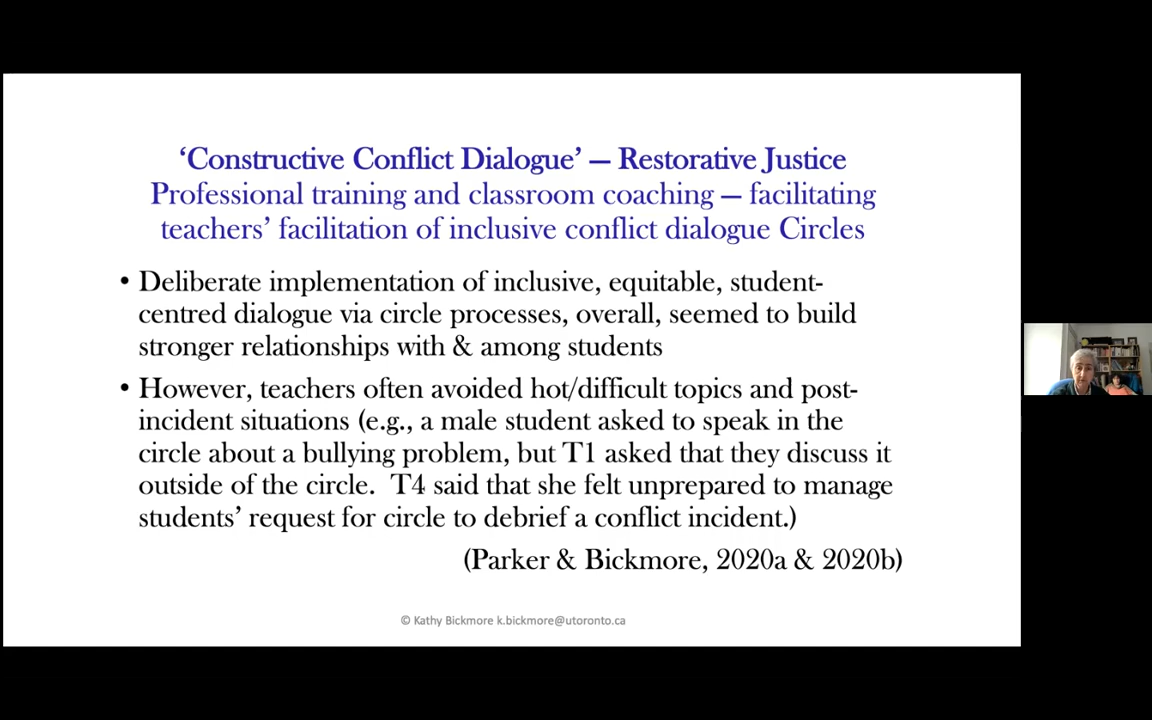 ‘Constructive Conflict Dialogue’ — Restorative Justice
Professional training and classroom coaching — facilitating
teachers’ facilitation of inclusive conflict dialogue Circles
• Deliberate implementation of inclusive, equitable, student-
centred dialogue via circle processes, overall, seemed to build
stronger relationships with & among students
• However, teachers often avoided hot/difficult topics and post-
incident situations (e.g., a male student asked to speak in the
circle about a bullying problem, but T1 asked that they discuss it
outside of the circle.  T4 said that she felt unprepared to manage
students’ request for circle to debrief a conflict incident.)
(Parker & Bickmore, 2020a & 2020b)
© Kathy Bickmore k.bickmore@utoronto.ca